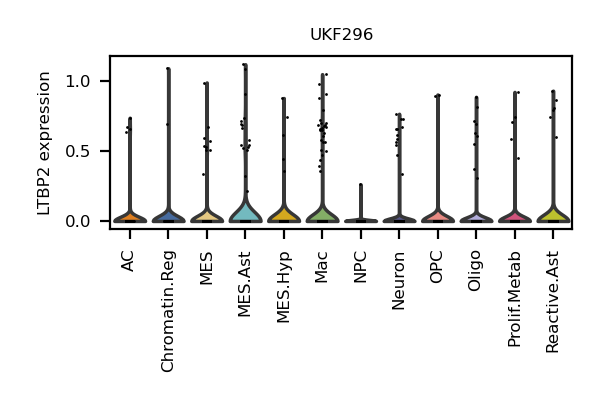 UKF296
LTBP2 expression
1.0
0.5
0.0
AC
Chromatin.Reg
MES
MES.Ast
MES.Hyp
Mac
NPC
Neuron
OPC
Oligo
Prolif.Metab
Reactive.Ast